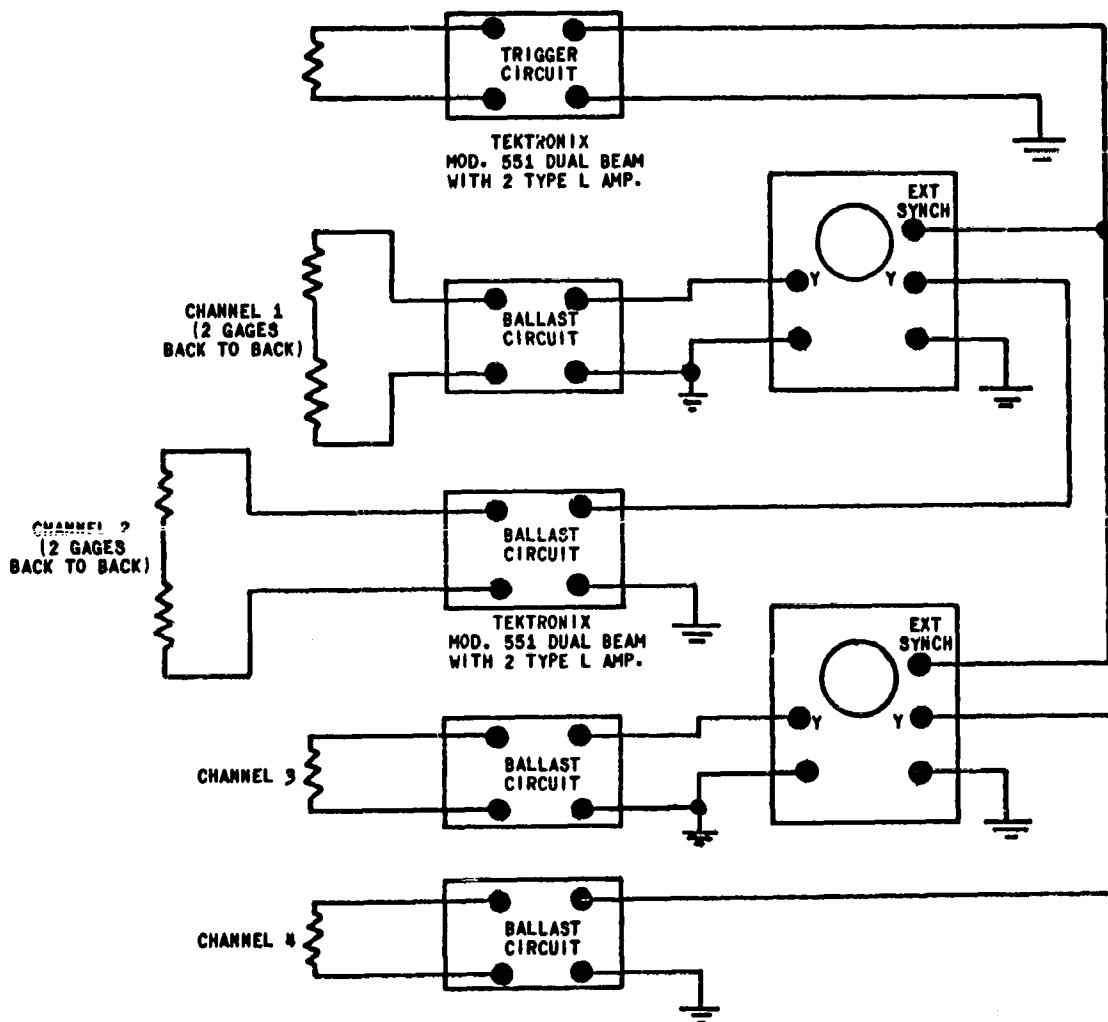 TRIGGER
CIRCUIT
TEKTRONIX
MOD. 551 DUAL BEAM
WITH 2 TYPE L AMP.
EXT
SYNCH
Y Y
CHANNEL 1
(2 GAGES
BACK TO BACK)
BALLAST
CIRCUIT
CHANNEL 2
(2 GAGES
BACK TO BACK)
BALLAST
CIRCUIT
TEKTRONIX
MOD. 551 DUAL BEAM
WITH 2 TYPE L AMP.
EXT
SYNCH
Y Y
CHANNEL 3
BALLAST
CIRCUIT
CHANNEL 4
BALLAST
CIRCUIT